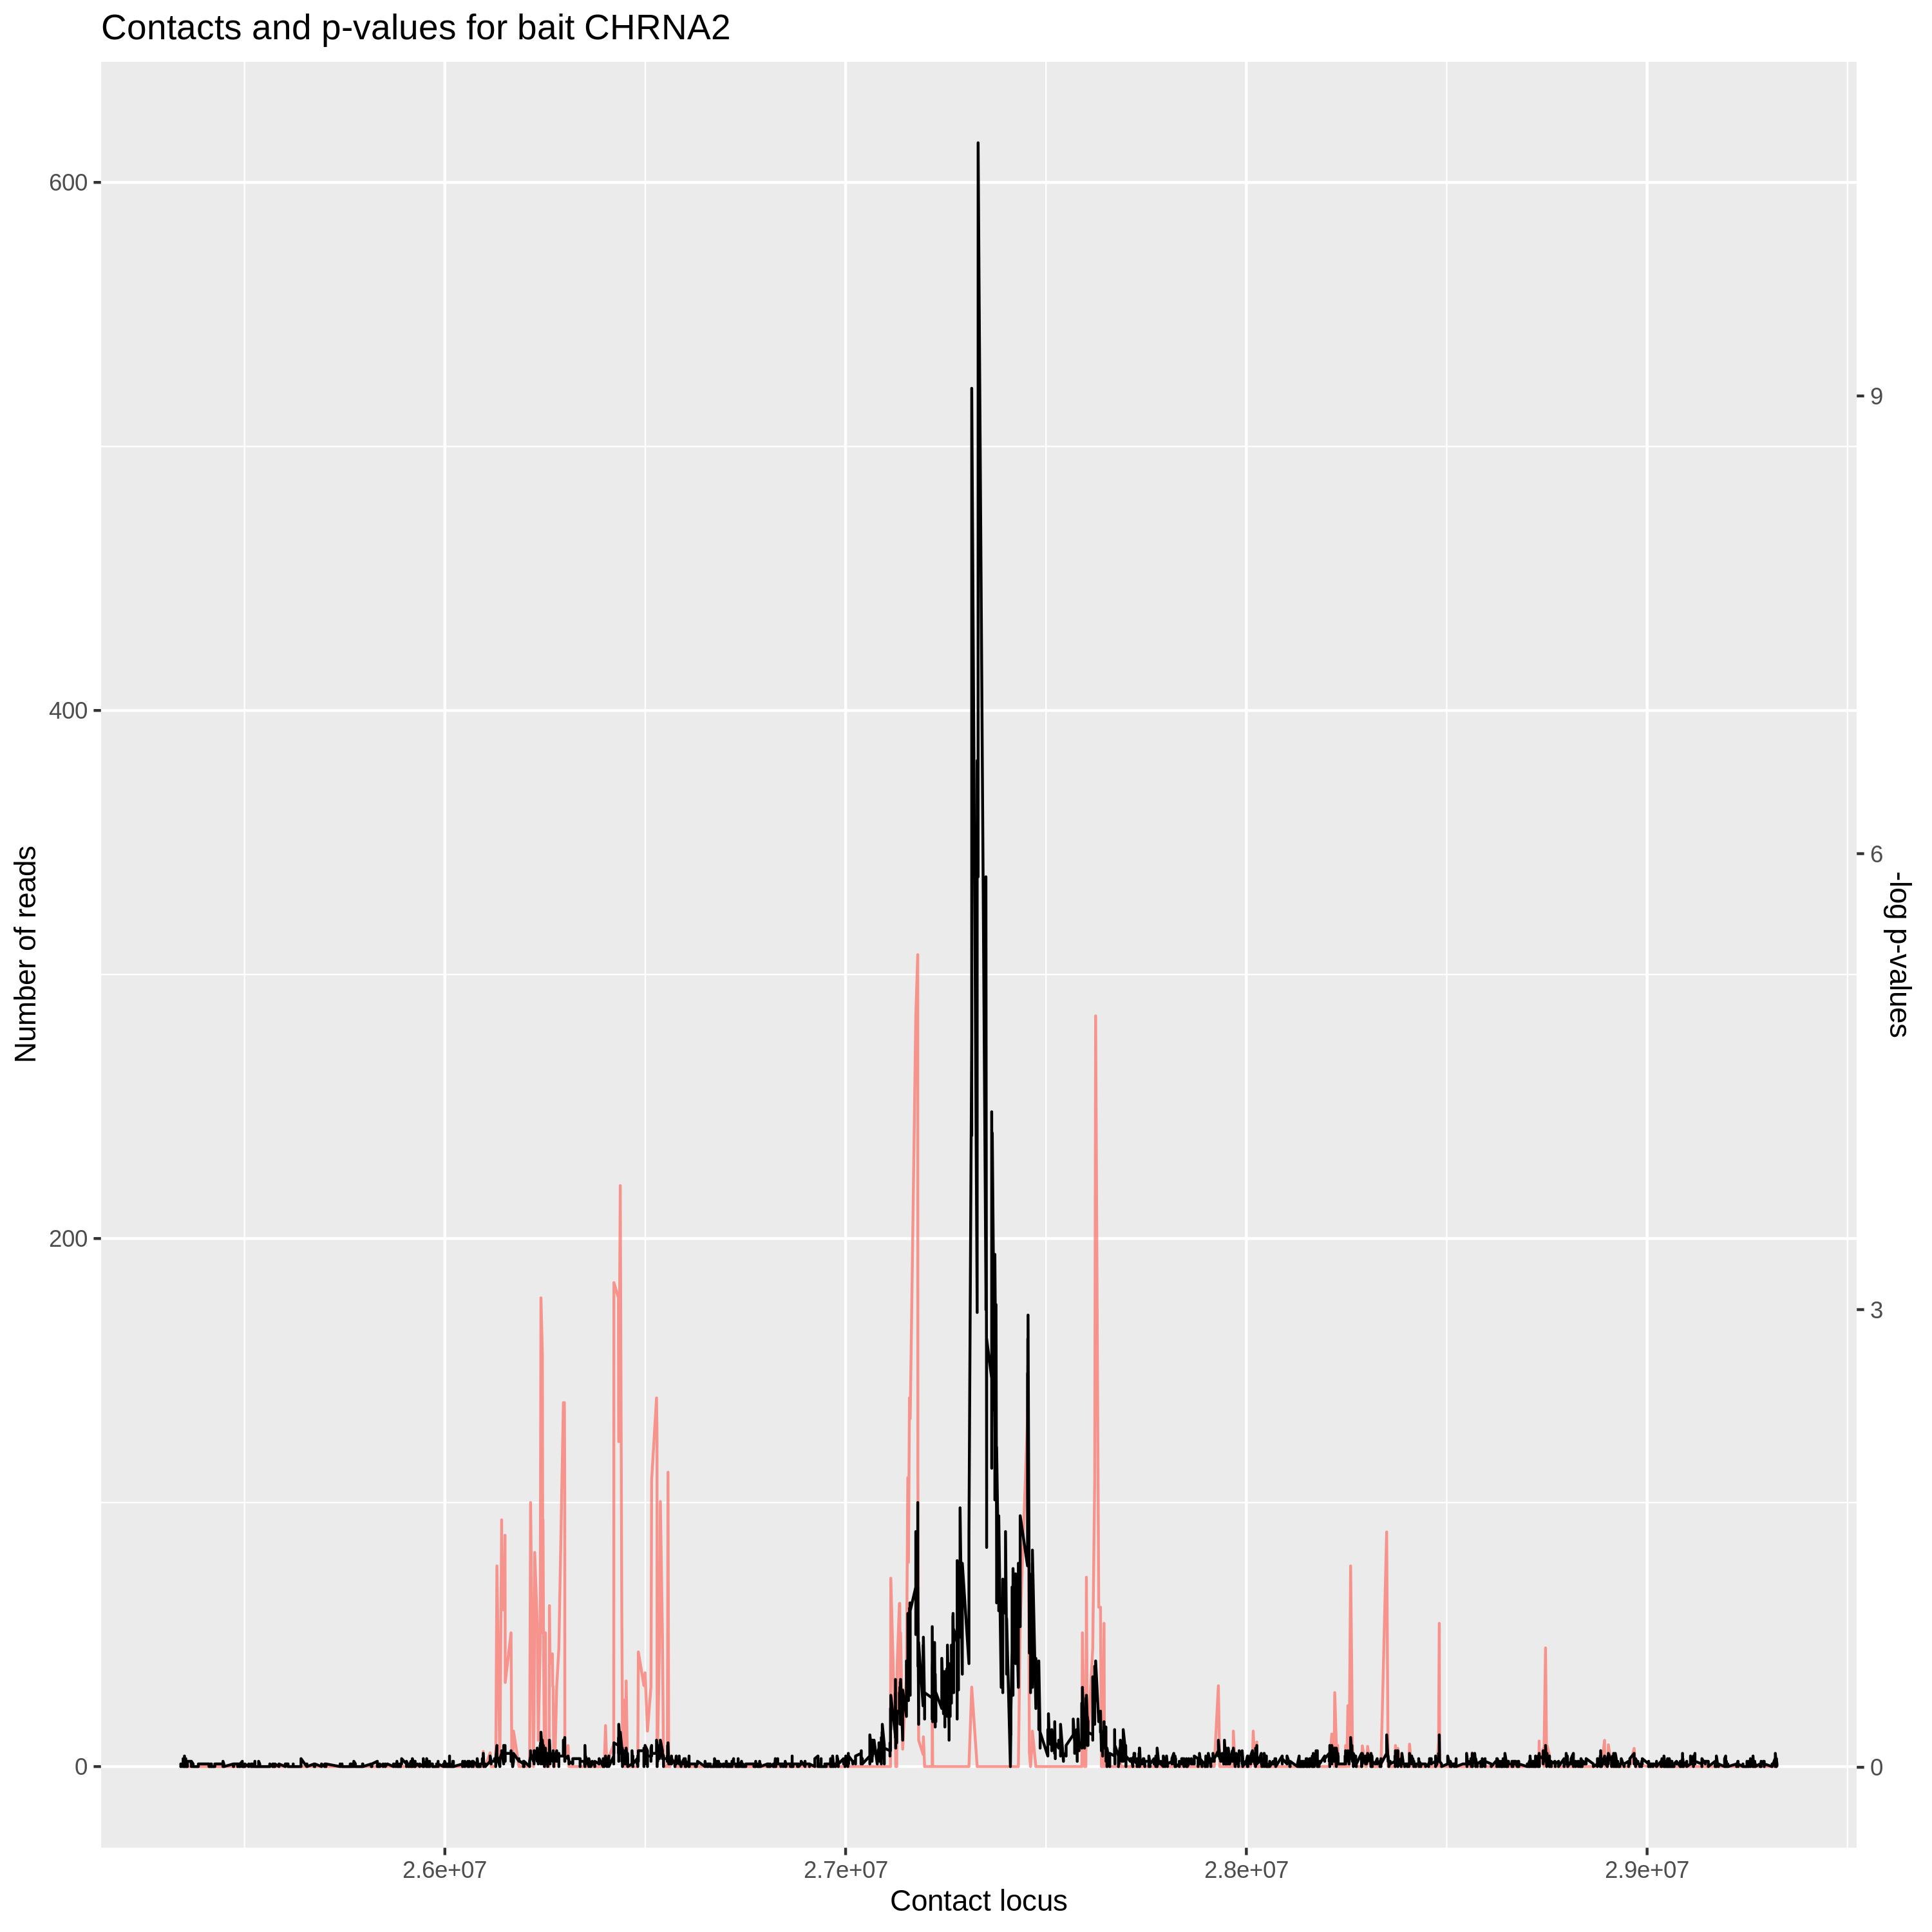 Contacts and p-values for bait CHRNA2
600
400
200
0
Number of reads
9
6
3
0
-log p-values
2.6e+07
2.7e+07
2.8e+07
2.9e+07
Contact locus